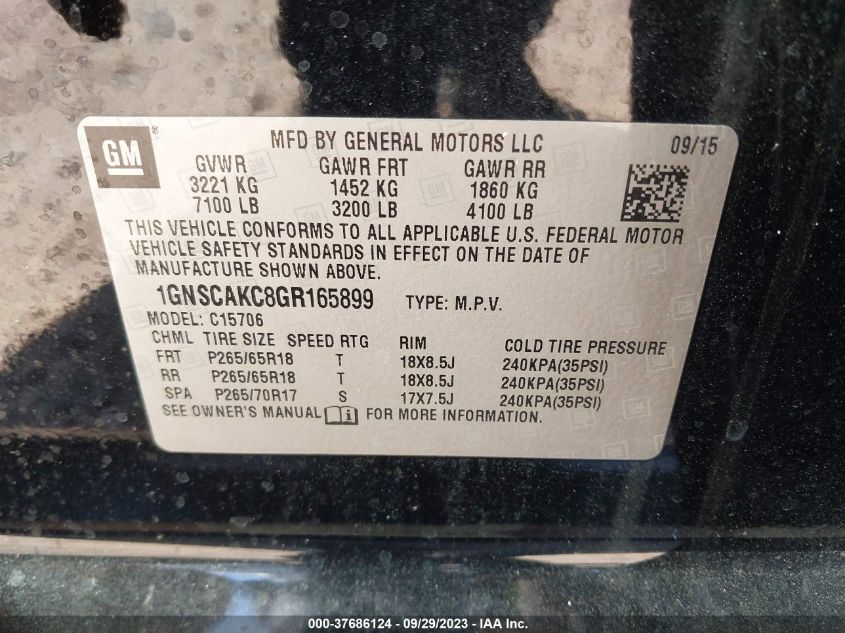 GM ®
MFD BY GENERAL MOTORS LLC 09/15
GVWR GAWR FRT GAWR RR
3221 KG 1452 KG 1860 KG
7100 LB 3200 LB 4100 LB
THIS VEHICLE CONFORMS TO ALL APPLICABLE U.S. FEDERAL MOTOR
VEHICLE SAFETY STANDARDS IN EFFECT ON THE DATE OF
MANUFACTURE SHOWN ABOVE.
1GNSCAKC8GR165899 TYPE: M.P.V.
MODEL: C15706
CHML TIRE SIZE SPEED RTG RIM COLD TIRE PRESSURE
FRT P265/65R18 T 18X8.5J 240KPA(35PSI)
RR P265/65R18 T 18X8.5J 240KPA(35PSI)
SPA P265/70R17 S 17X7.5J 240KPA(35PSI)
SEE OWNER'S MANUAL i FOR MORE INFORMATION.
000-37686124 - 09/29/2023 - IAAI.com